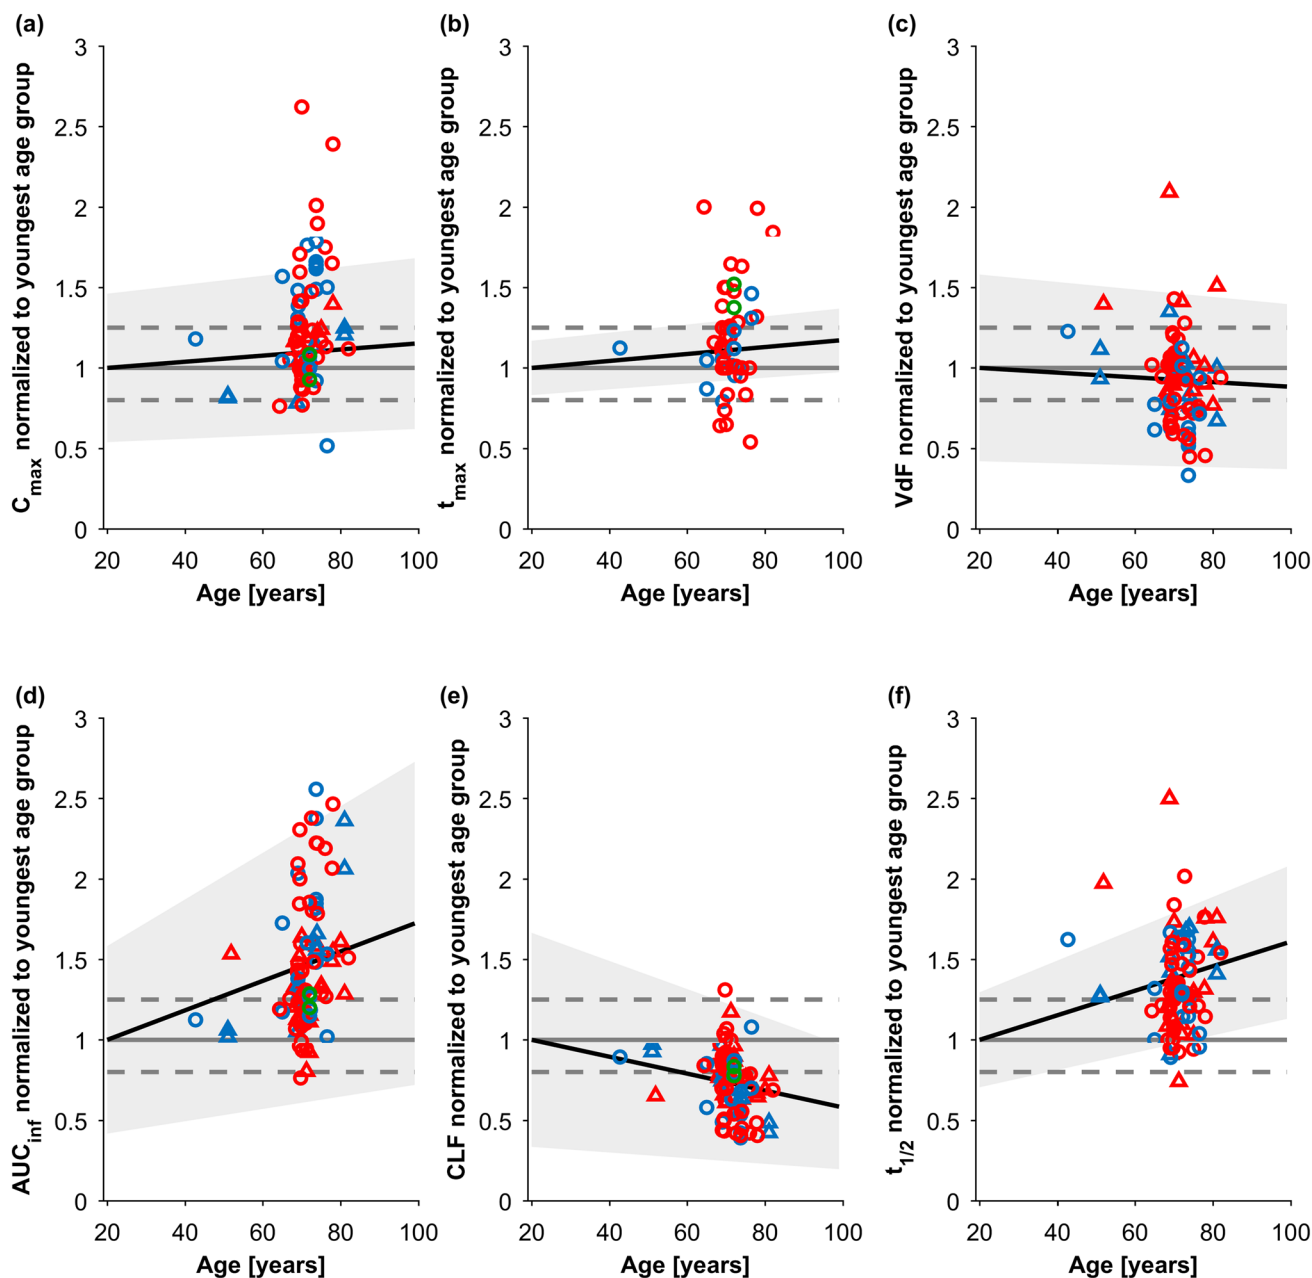 (a)
C_max normalized to youngest age group
3
2.5
2
1.5
1
0.5
0
20 40 60 80 100
Age [years]
(b)
t_max normalized to youngest age group
3
2.5
2
1.5
1
0.5
0
20 40 60 80 100
Age [years]
(c)
VdF normalized to youngest age group
3
2.5
2
1.5
1
0.5
0
20 40 60 80 100
Age [years]
(d)
AUC_inf normalized to youngest age group
3
2.5
2
1.5
1
0.5
0
20 40 60 80 100
Age [years]
(e)
CLF normalized to youngest age group
3
2.5
2
1.5
1
0.5
0
20 40 60 80 100
Age [years]
(f)
t_1/2 normalized to youngest age group
3
2.5
2
1.5
1
0.5
0
20 40 60 80 100
Age [years]